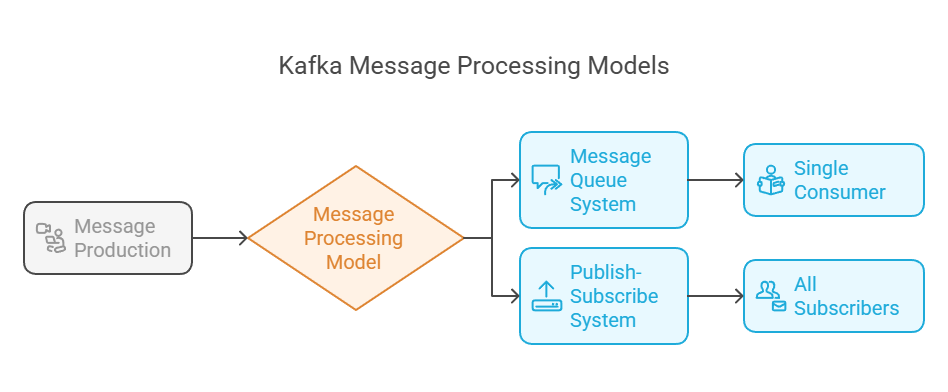 Kafka Message Processing Models
Message
Production
Message
Processing
Model
Message
Queue
System
Single
Consumer
Publish-
Subscribe
System
All
Subscribers